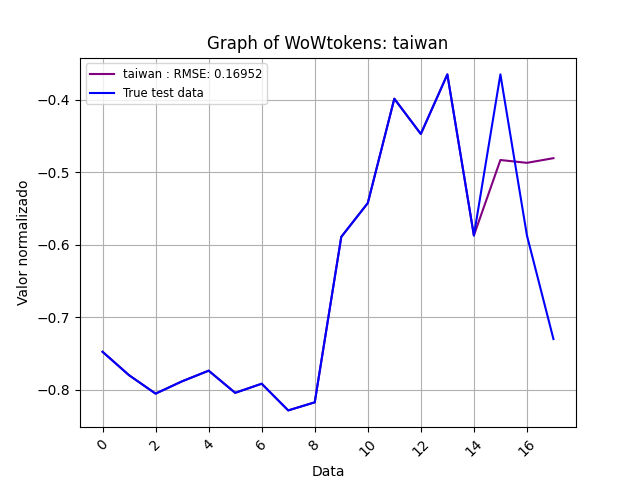 Graph of WoWtokens: taiwan
taiwan : RMSE: 0.16952
True test data
−0.4
−0.5
−0.6
−0.7
−0.8
Valor normalizado
0
2
4
6
8
10
12
14
16
Data